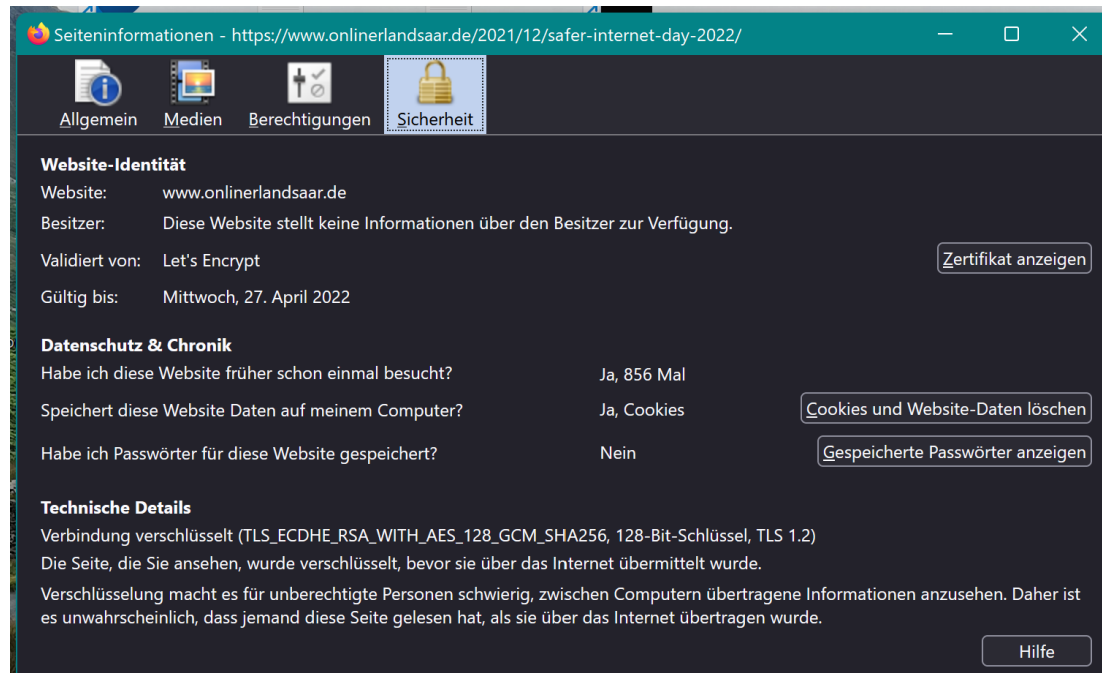 Seiteninformationen - https://www.onlinerlandsaar.de/2021/12/safer-internet-day-2022/
Allgemein Medien Berechtigungen Sicherheit
Website-Identität
Website: www.onlinerlandsaar.de
Besitzer: Diese Website stellt keine Informationen über den Besitzer zur Verfügung.
Validiert von: Let's Encrypt Zertifikat anzeigen
Gültig bis: Mittwoch, 27. April 2022
Datenschutz & Chronik
Habe ich diese Website früher schon einmal besucht? Ja, 856 Mal
Speichert diese Website Daten auf meinem Computer? Ja, Cookies Cookies und Website-Daten löschen
Habe ich Passwörter für diese Website gespeichert? Nein Gespeicherte Passwörter anzeigen
Technische Details
Verbindung verschlüsselt (TLS_ECDHE_RSA_WITH_AES_128_GCM_SHA256, 128-Bit-Schlüssel, TLS 1.2)
Die Seite, die Sie ansehen, wurde verschlüsselt, bevor sie über das Internet übermittelt wurde.
Verschlüsselung macht es für unberechtigte Personen schwierig, zwischen Computern übertragene Informationen anzusehen. Daher ist
es unwahrscheinlich, dass jemand diese Seite gelesen hat, als sie über das Internet übertragen wurde.
Hilfe